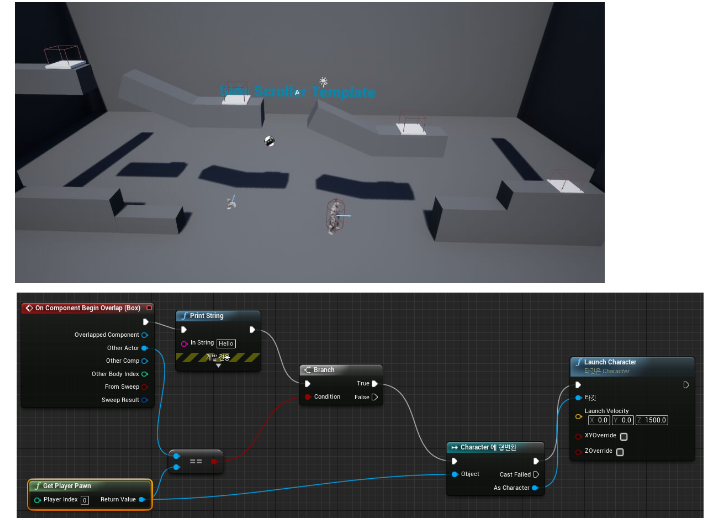 Side Scroller Template
On Component Begin Overlap (Box)
Overlapped Component
Other Actor
Other Comp
Other Body Index
From Sweep
Sweep Result
Print String
In String Hello
개발 전용
Branch
Condition
True
False
==
Get Player Pawn
Player Index 0
Return Value
Character 에 형변환
Object
Cast Failed
As Character
Launch Character
타깃은 Character
타깃
Launch Velocity
X 0.0 Y 0.0 Z 1500.0
XYOverride
ZOverride